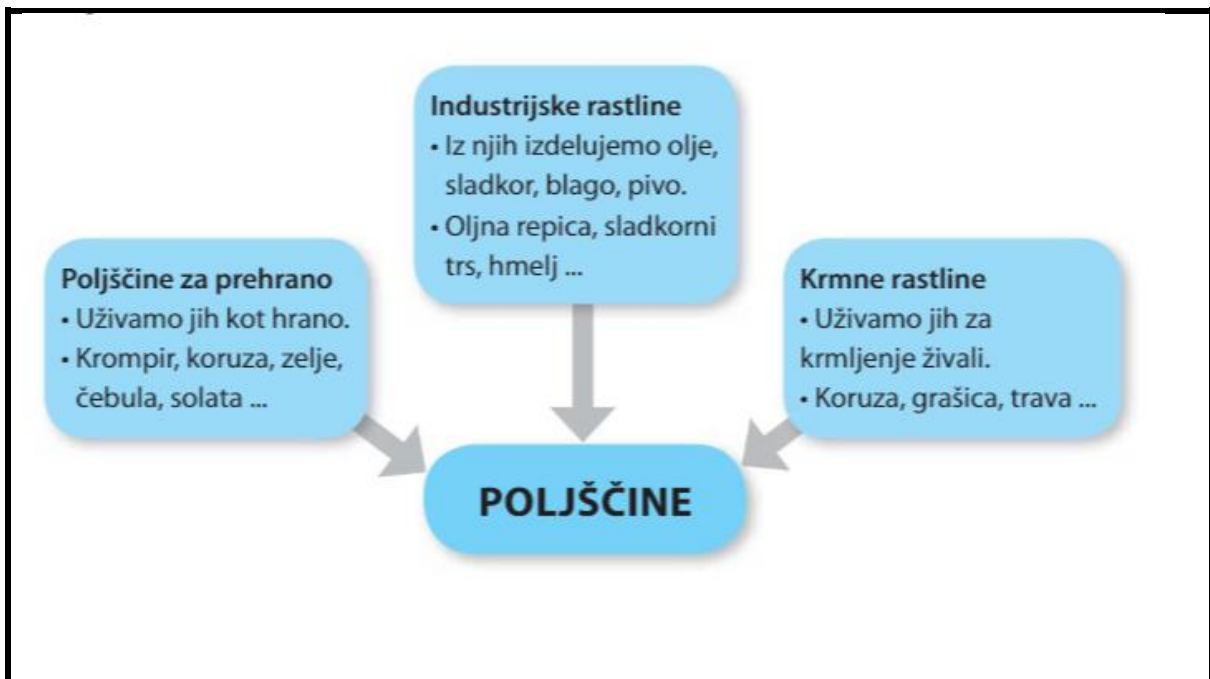 Industrijske rastline
• Iz njih izdelujemo olje,
sladkor, blago, pivo.
• Oljna repica, sladkorni
trs, hmelj ...
Poljščine za prehrano
• Uživamo jih kot hrano.
• Krompir, koruza, zelje,
čebula, solata ...
Krmne rastline
• Uživamo jih za
krmljenje živali.
• Koruza, grašica, trava ...
POLJŠČINE